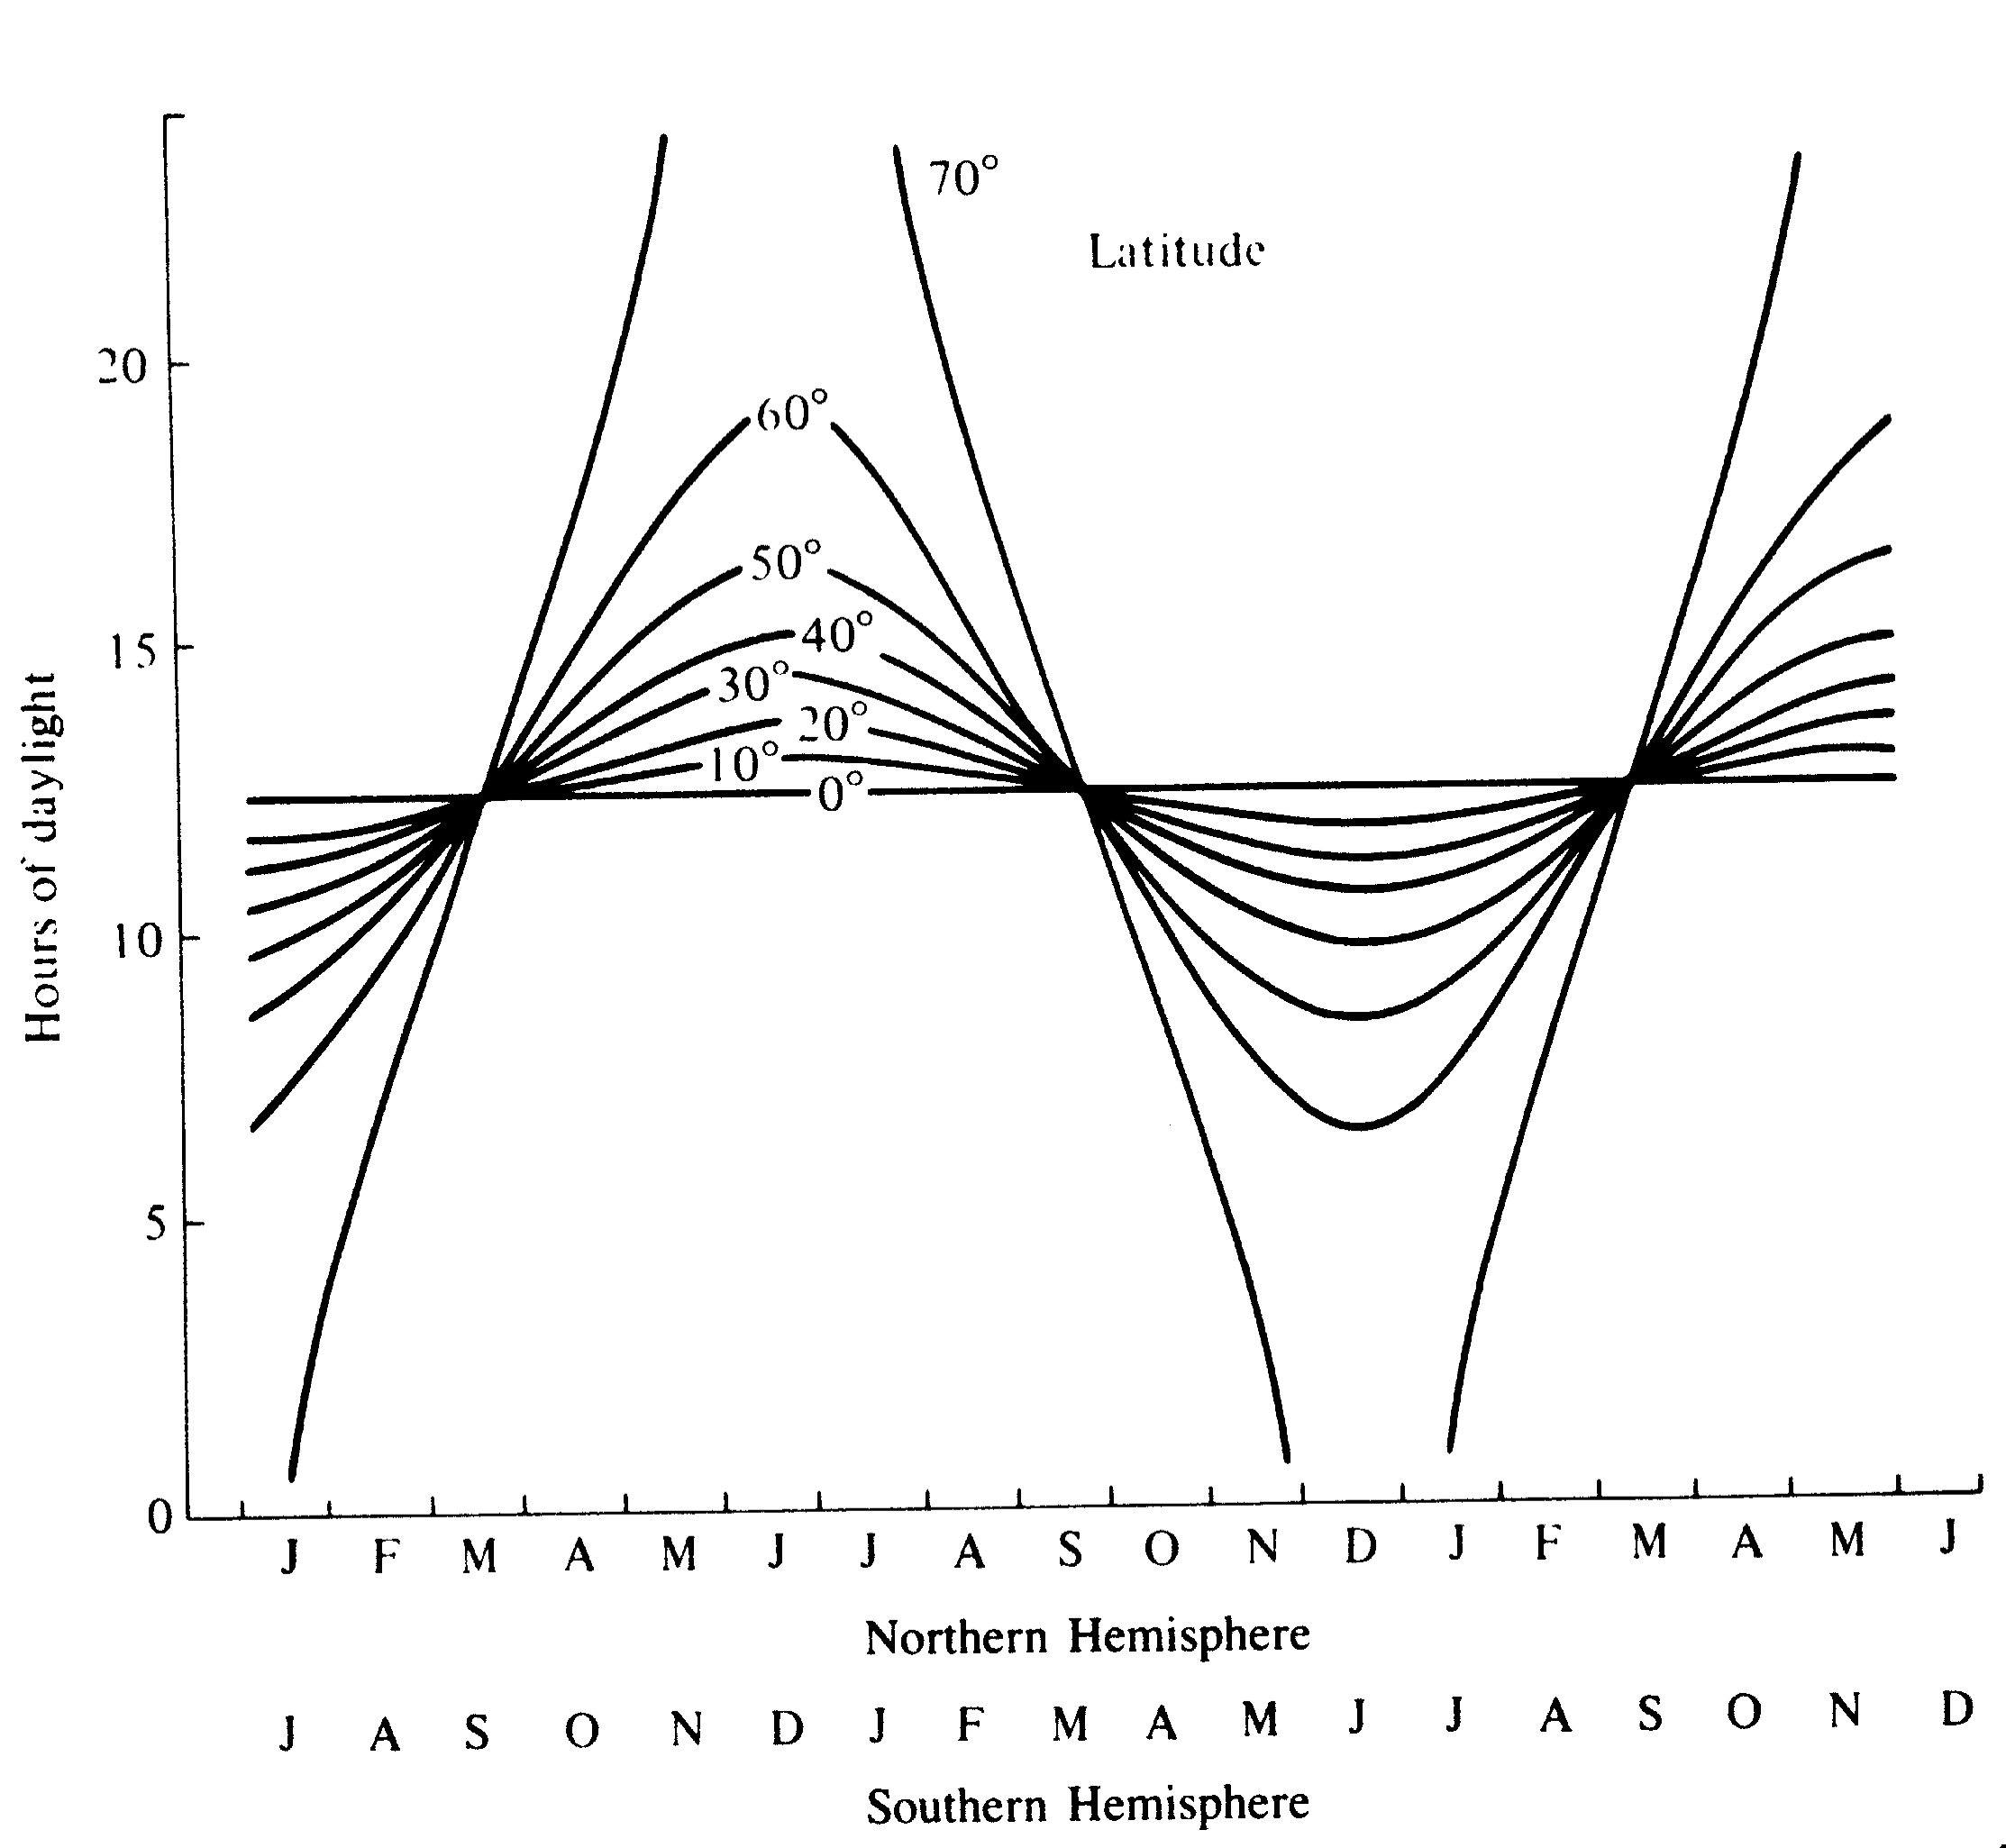 70°
Latitude
20
60°
50°
15
40°
30°
20°
10°
0°
Hours of daylight
10
5
0
J F M A M J J A S O N D J F M A M J
Northern Hemisphere
J A S O N D J F M A M J J A S O N D
Southern Hemisphere